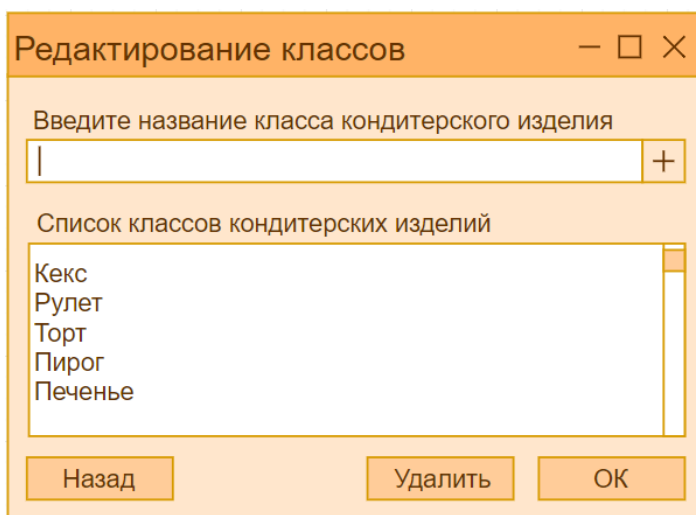 Редактирование классов
Введите название класса кондитерского изделия
Список классов кондитерских изделий
Кекс
Рулет
Торт
Пирог
Печенье
Назад Удалить ОК